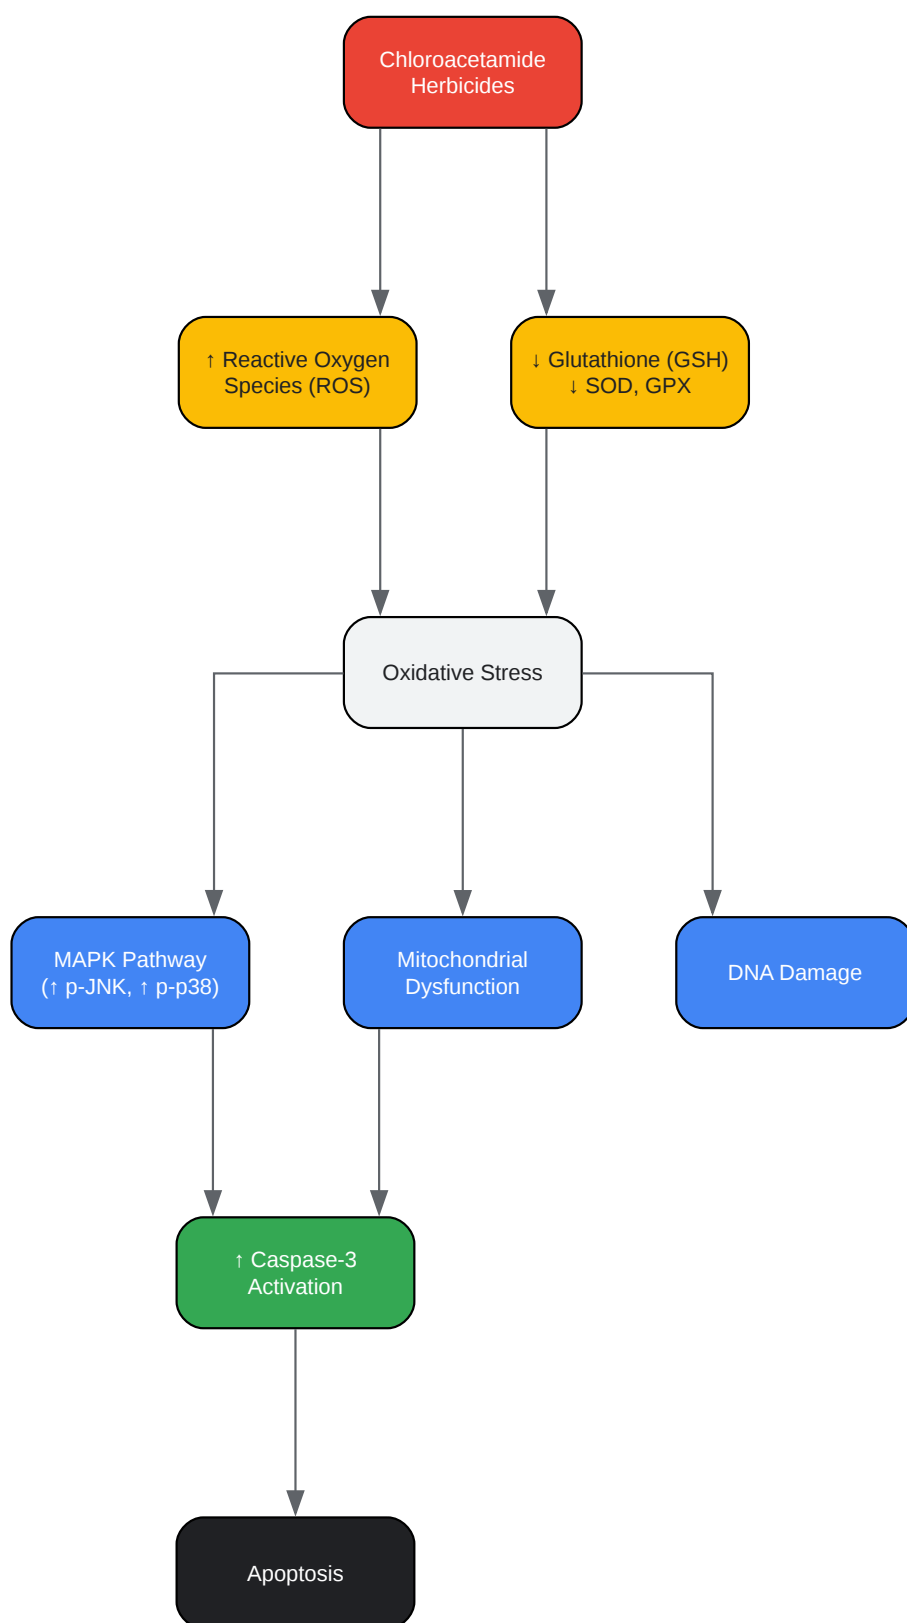 Chloroacetamide
Herbicides
↑ Reactive Oxygen
Species (ROS)
↓ Glutathione (GSH)
↓ SOD, GPX
Oxidative Stress
MAPK Pathway
(↑ p-JNK, ↑ p-p38)
Mitochondrial
Dysfunction
DNA Damage
↑ Caspase-3
Activation
Apoptosis